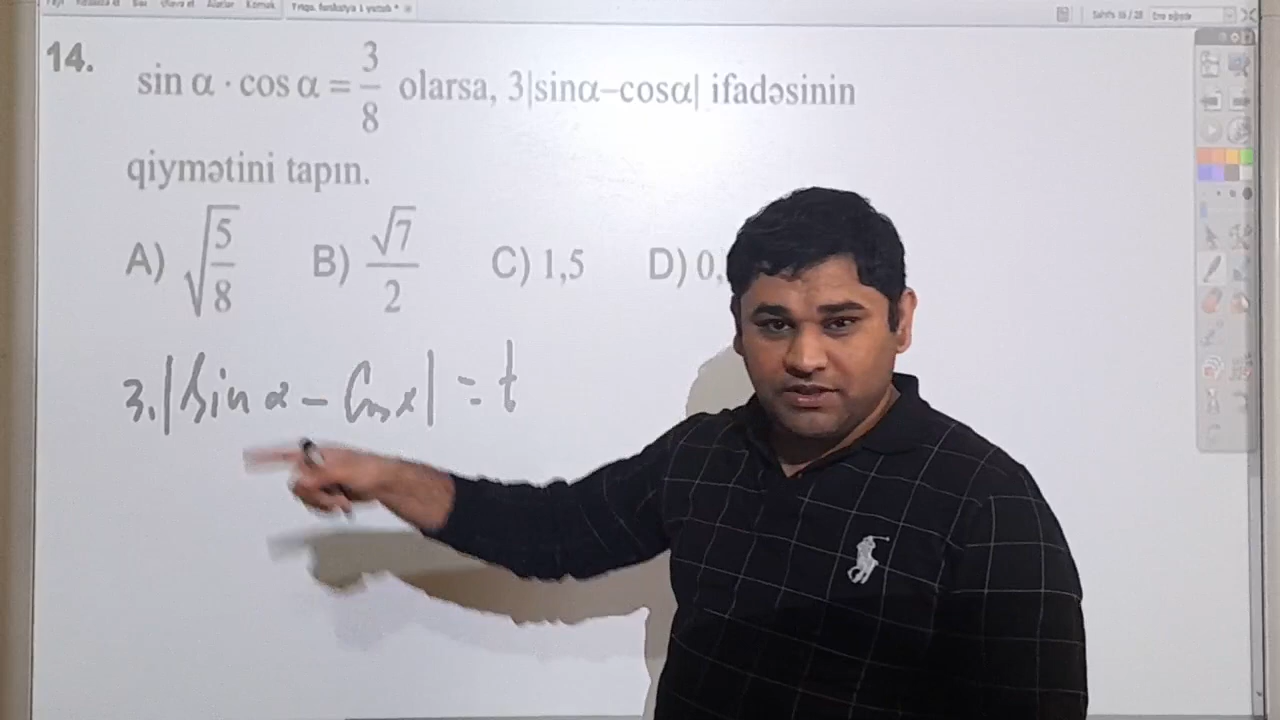 14.
sin α · cos α = 3/8 olarsa, 3|sinα–cosα| ifadəsinin
qiymətini tapın.
A) √(5/8) B) √7/2 C) 1,5 D) 0,
3.|sin α – Cos α| = t